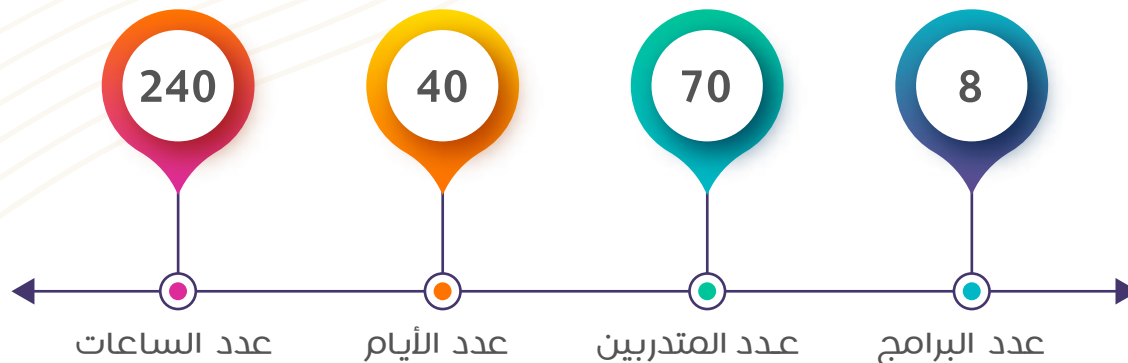 8
70
40
240
عدد البرامج
عدد المتدربين
عدد الأيام
عدد الساعات